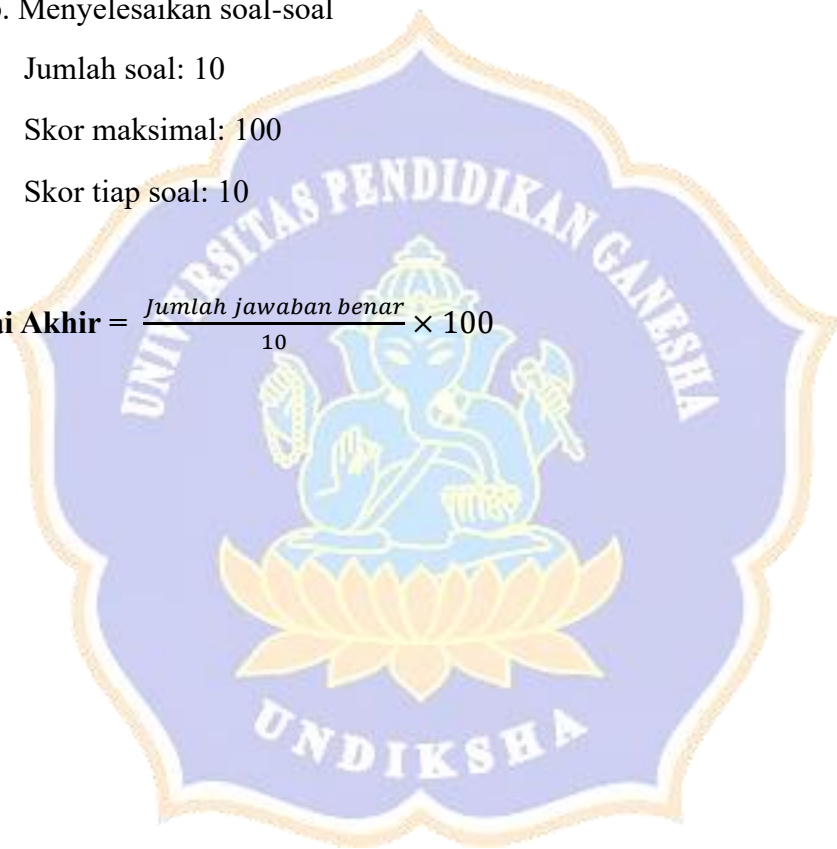 . Menyelesaikan soal-soal
Jumlah soal: 10
Skor maksimal: 100
Skor tiap soal: 10
Akhir = Jumlah jawaban benar / 10 × 100
UNIVERSITAS PENDIDIKAN GANESHA
UNDIKSHA